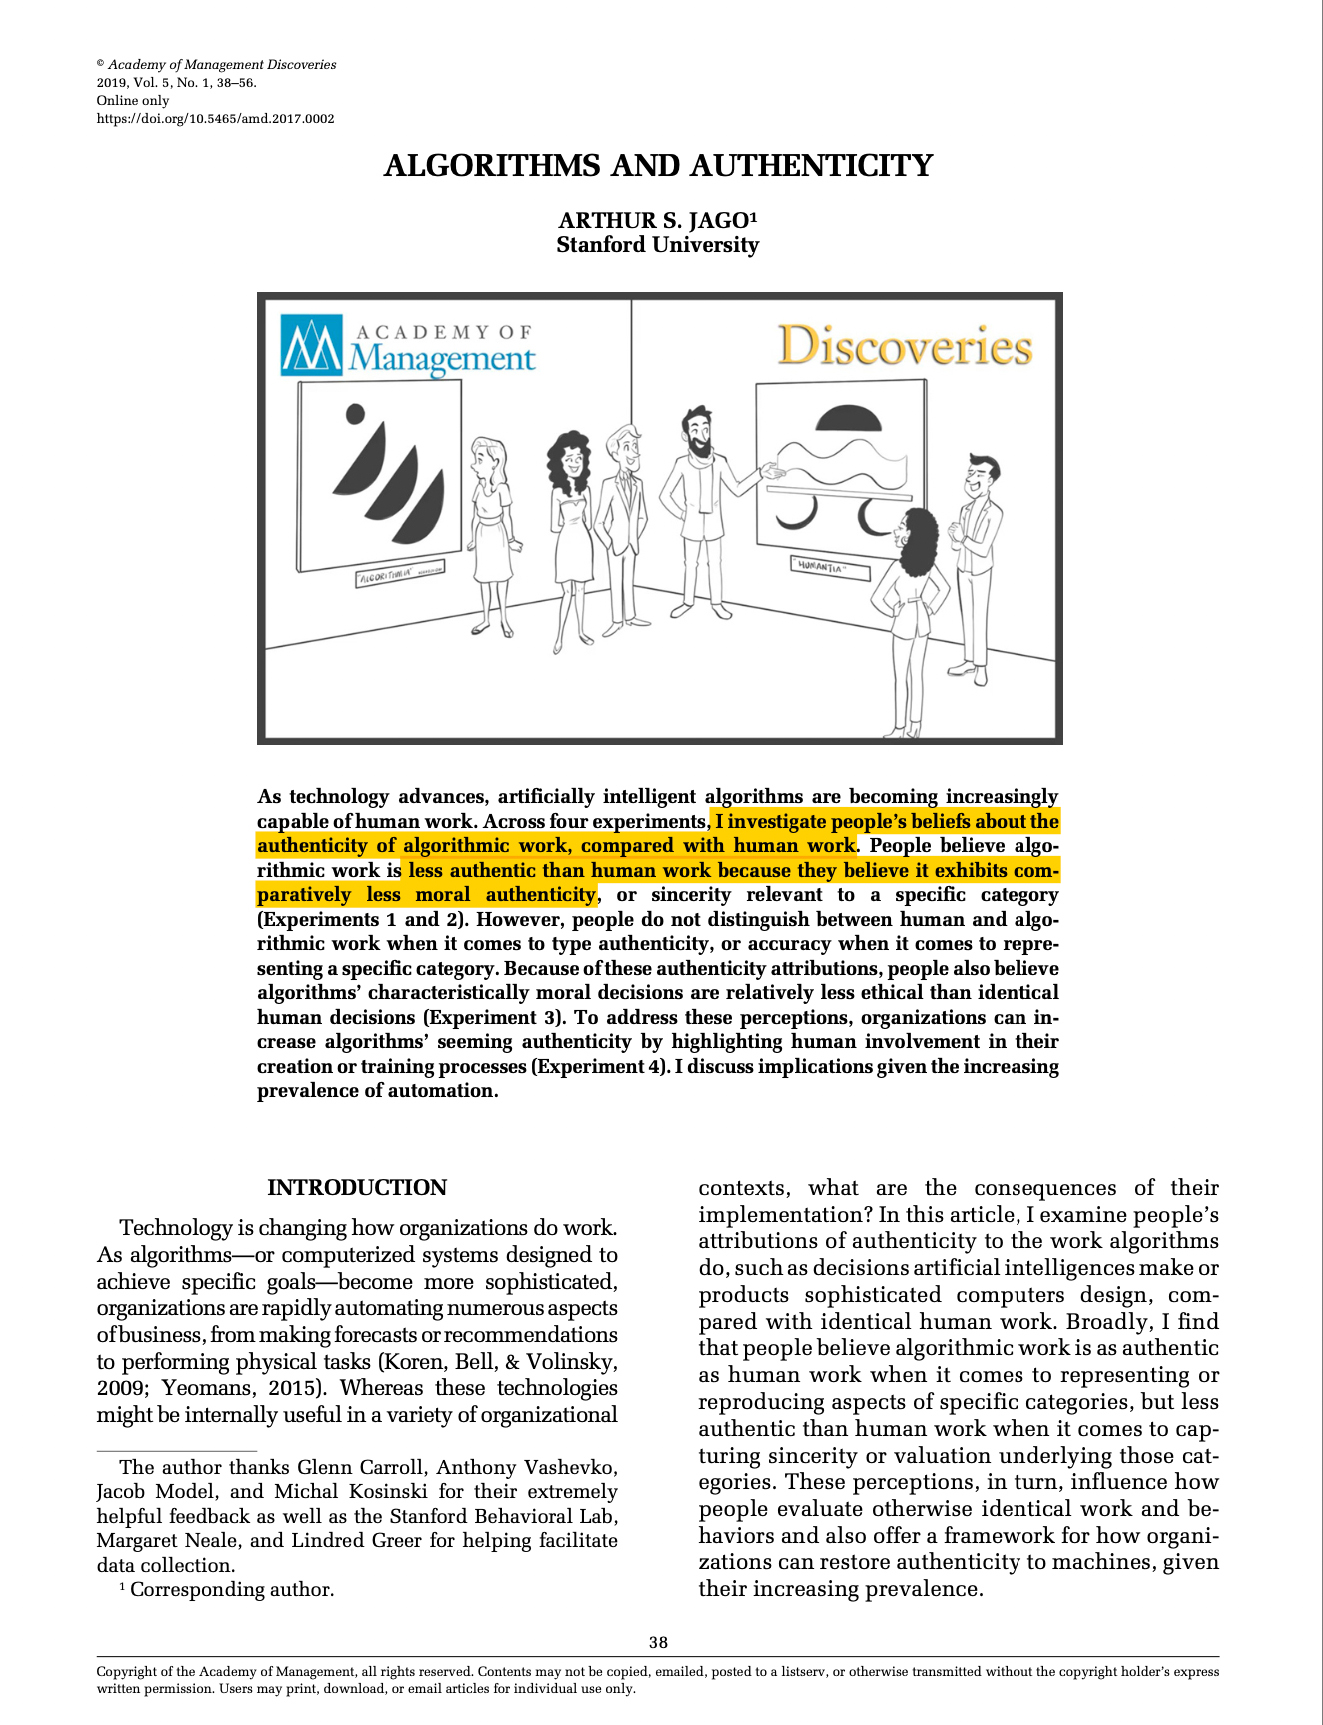 © Academy of Management Discoveries
2019, Vol. 5, No. 1, 38–56.
Online only
https://doi.org/10.5465/amd.2017.0002
ALGORITHMS AND AUTHENTICITY
ARTHUR S. JAGO¹
Stanford University
ACADEMY OF
Management
Discoveries
"ALGORITHMIA"
"HUMANTIA"
As technology advances, artificially intelligent algorithms are becoming increasingly
capable of human work. Across four experiments, I investigate people's beliefs about the
authenticity of algorithmic work, compared with human work. People believe algo-
rithmic work is less authentic than human work because they believe it exhibits com-
paratively less moral authenticity, or sincerity relevant to a specific category
(Experiments 1 and 2). However, people do not distinguish between human and algo-
rithmic work when it comes to type authenticity, or accuracy when it comes to repre-
senting a specific category. Because of these authenticity attributions, people also believe
algorithms' characteristically moral decisions are relatively less ethical than identical
human decisions (Experiment 3). To address these perceptions, organizations can in-
crease algorithms' seeming authenticity by highlighting human involvement in their
creation or training processes (Experiment 4). I discuss implications given the increasing
prevalence of automation.
INTRODUCTION
Technology is changing how organizations do work.
As algorithms—or computerized systems designed to
achieve specific goals—become more sophisticated,
organizations are rapidly automating numerous aspects
of business, from making forecasts or recommendations
to performing physical tasks (Koren, Bell, & Volinsky,
2009; Yeomans, 2015). Whereas these technologies
might be internally useful in a variety of organizational
The author thanks Glenn Carroll, Anthony Vashevko,
Jacob Model, and Michal Kosinski for their extremely
helpful feedback as well as the Stanford Behavioral Lab,
Margaret Neale, and Lindred Greer for helping facilitate
data collection.
¹ Corresponding author.
contexts, what are the consequences of their
implementation? In this article, I examine people's
attributions of authenticity to the work algorithms
do, such as decisions artificial intelligences make or
products sophisticated computers design, com-
pared with identical human work. Broadly, I find
that people believe algorithmic work is as authentic
as human work when it comes to representing or
reproducing aspects of specific categories, but less
authentic than human work when it comes to cap-
turing sincerity or valuation underlying those cat-
egories. These perceptions, in turn, influence how
people evaluate otherwise identical work and be-
haviors and also offer a framework for how organi-
zations can restore authenticity to machines, given
their increasing prevalence.
38
Copyright of the Academy of Management, all rights reserved. Contents may not be copied, emailed, posted to a listserv, or otherwise transmitted without the copyright holder's express
written permission. Users may print, download, or email articles for individual use only.